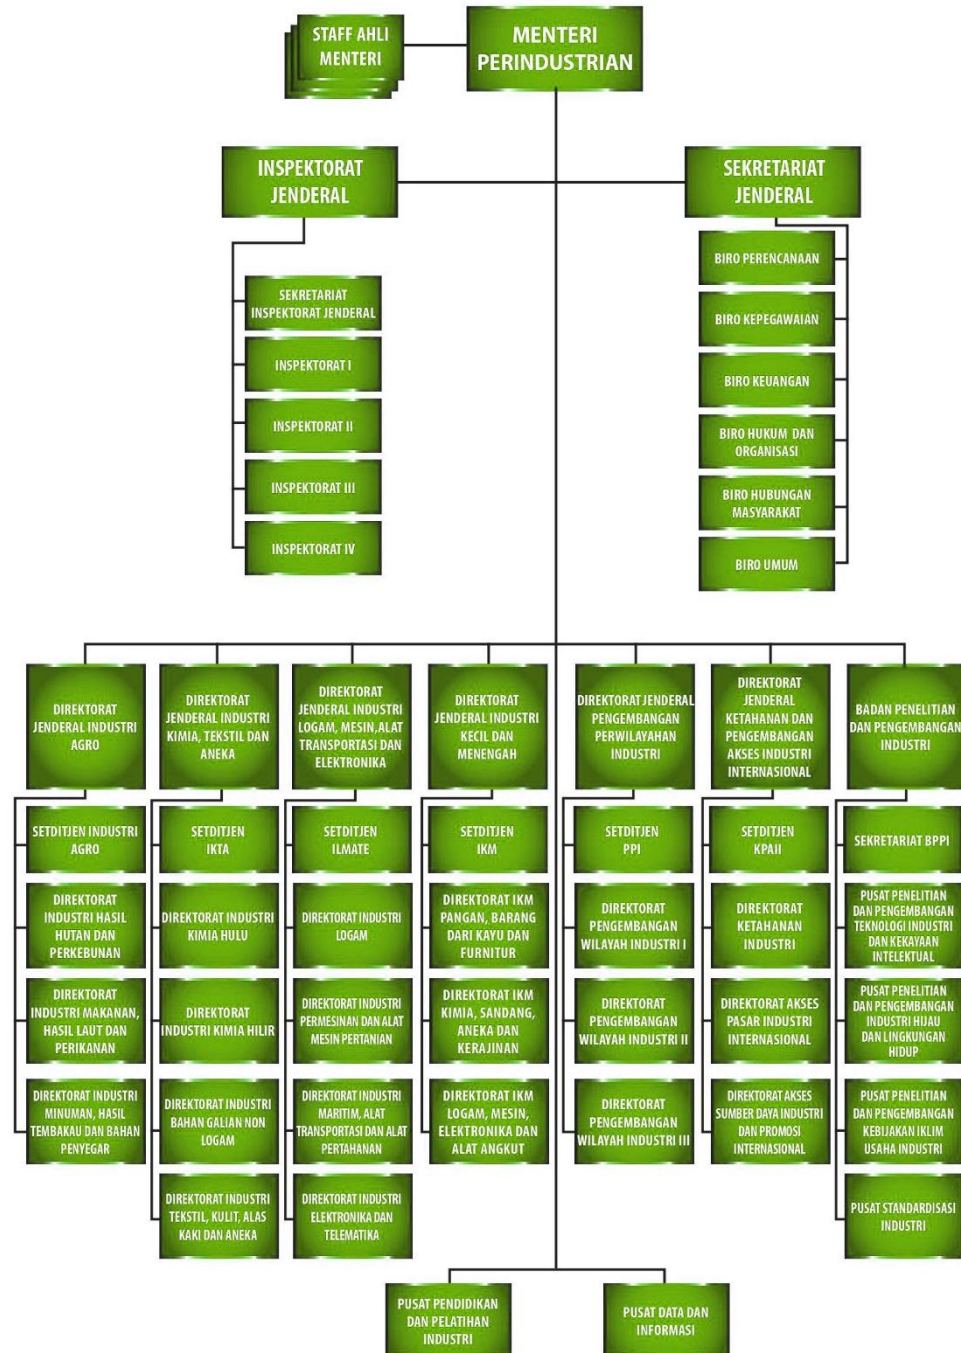 STAFF AHLI
MENTERI
MENTERI
PERINDUSTRIAN
INSPEKTORAT
JENDERAL
SEKRETARIAT
JENDERAL
SEKRETARIAT
INSPEKTORAT JENDERAL
INSPEKTORAT I
INSPEKTORAT II
INSPEKTORAT III
INSPEKTORAT IV
BIRO PERENCANAAN
BIRO KEPEGAWAIAN
BIRO KEUANGAN
BIRO HUKUM DAN
ORGANISASI
BIRO HUBUNGAN
MASYARAKAT
BIRO UMUM
DIREKTORAT
JENDERAL INDUSTRI
AGRO
SETDITJEN INDUSTRI
AGRO
DIREKTORAT
INDUSTRI HASIL
HUTAN DAN
PERKEBUNAN
DIREKTORAT
INDUSTRI MAKANAN,
HASIL LAUT DAN
PERIKANAN
DIREKTORAT INDUSTRI
MINUMAN, HASIL
TEMBAKAU DAN BAHAN
PENYEGAR
DIREKTORAT
JENDERAL INDUSTRI
KIMIA, TEKSTIL DAN
ANEKA
SETDITJEN
IKTA
DIREKTORAT INDUSTRI
KIMIA HULU
DIREKTORAT
INDUSTRI KIMIA HILIR
DIREKTORAT INDUSTRI
BAHAN GALIAN NON
LOGAM
DIREKTORAT INDUSTRI
TEKSTIL, KULIT, ALAS
KAKI DAN ANEKA
DIREKTORAT
JENDERAL INDUSTRI
LOGAM, MESIN,ALAT
TRANSPORTASI DAN
ELEKTRONIKA
SETDITJEN
ILMATE
DIREKTORAT INDUSTRI
LOGAM
DIREKTORAT INDUSTRI
PERMESINAN DAN ALAT
MESIN PERTANIAN
DIREKTORAT INDUSTRI
MARITIM, ALAT
TRANSPORTASI DAN ALAT
PERTAHANAN
DIREKTORAT INDUSTRI
ELEKTRONIKA DAN
TELEMATIKA
DIREKTORAT
JENDERAL INDUSTRI
KECIL DAN
MENENGAH
SETDITJEN
IKM
DIREKTORAT IKM
PANGAN, BARANG
DARI KAYU DAN
FURNITUR
DIREKTORAT IKM
KIMIA, SANDANG,
ANEKA DAN
KERAJINAN
DIREKTORAT IKM
LOGAM, MESIN,
ELEKTRONIKA DAN
ALAT ANGKUT
DIREKTORAT JENDERAL
PENGEMBANGAN
PERWILAYAHAN
INDUSTRI
SETDITJEN
PPI
DIREKTORAT
PENGEMBANGAN
WILAYAH INDUSTRI I
DIREKTORAT
PENGEMBANGAN
WILAYAH INDUSTRI II
DIREKTORAT
PENGEMBANGAN
WILAYAH INDUSTRI III
DIREKTORAT
JENDERAL
KETAHANAN DAN
PENGEMBANGAN
AKSES INDUSTRI
INTERNASIONAL
SETDITJEN
KPAII
DIREKTORAT
KETAHANAN
INDUSTRI
DIREKTORAT AKSES
PASAR INDUSTRI
INTERNASIONAL
DIREKTORAT AKSES
SUMBER DAYA INDUSTRI
DAN PROMOSI
INTERNASIONAL
BADAN PENELITIAN
DAN PENGEMBANGAN
INDUSTRI
SEKRETARIAT BPPI
PUSAT PENELITIAN
DAN PENGEMBANGAN
TEKNOLOGI INDUSTRI
DAN KEKAYAAN
INTELEKTUAL
PUSAT PENELITIAN
DAN PENGEMBANGAN
INDUSTRI HIJAU
DAN LINGKUNGAN
HIDUP
PUSAT PENELITIAN
DAN PENGEMBANGAN
KEBIJAKAN IKLIM
USAHA INDUSTRI
PUSAT STANDARDISASI
INDUSTRI
PUSAT PENDIDIKAN
DAN PELATIHAN
INDUSTRI
PUSAT DATA DAN
INFORMASI